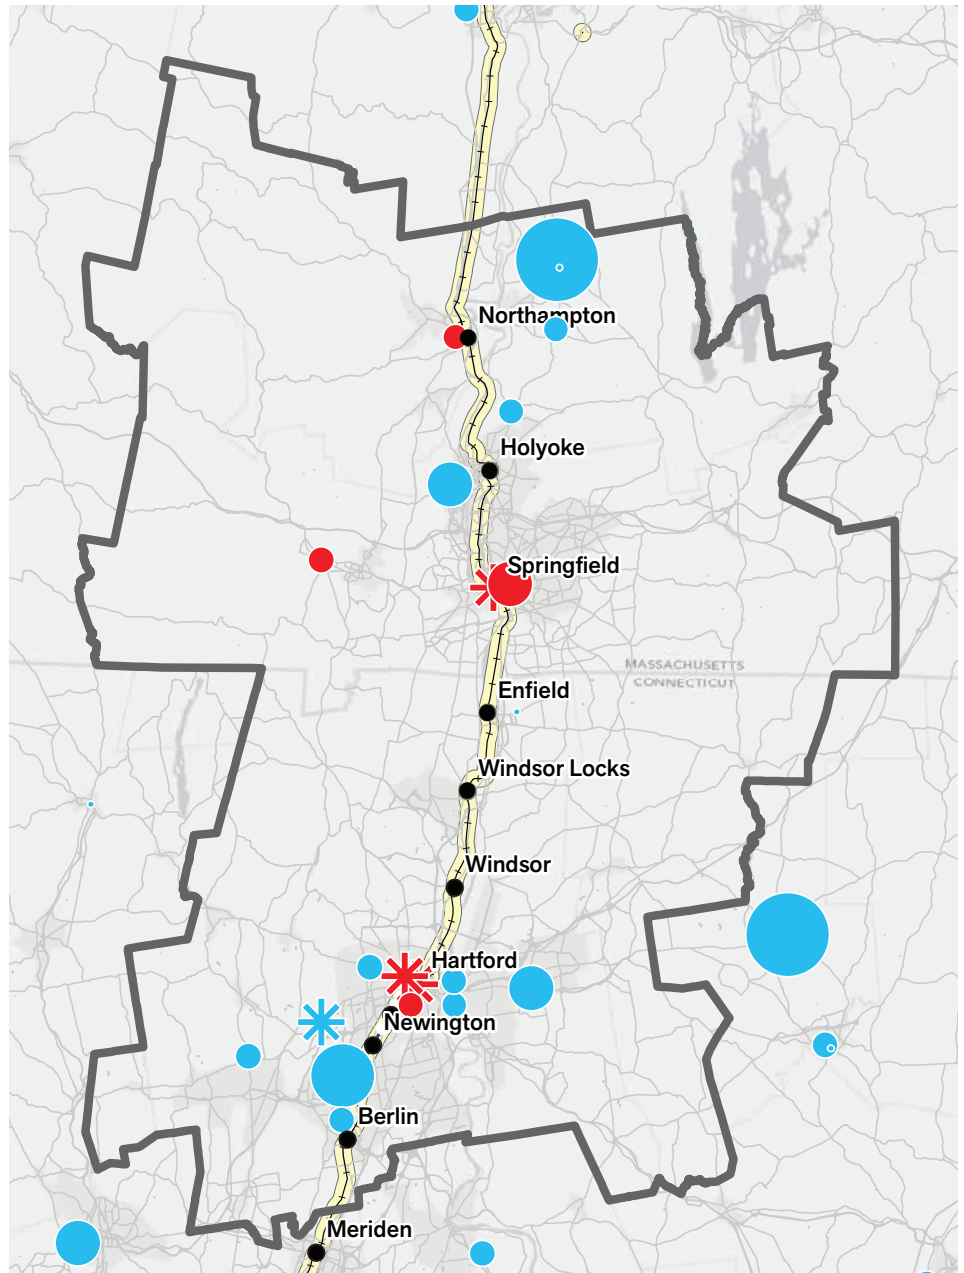 Northampton
Holyoke
Springfield
MASSACHUSETTS
CONNECTICUT
Enfield
Windsor Locks
Windsor
Hartford
Newington
Berlin
Meriden